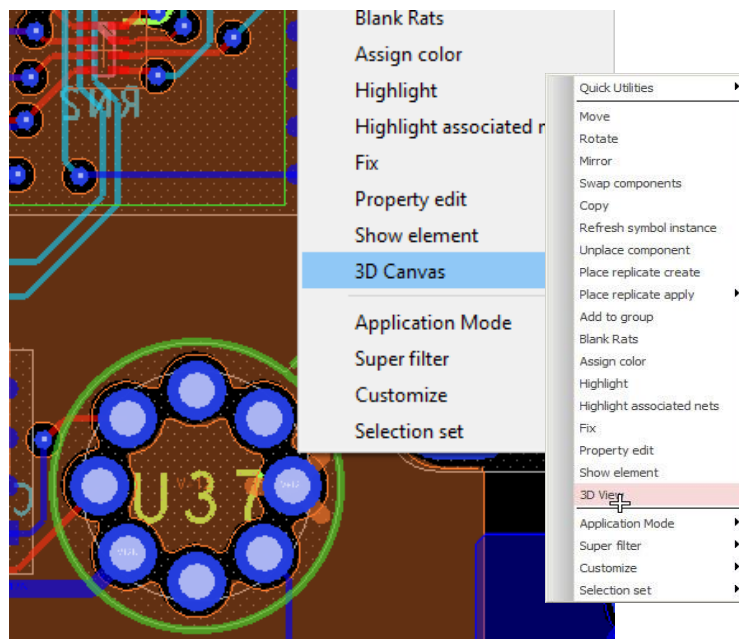 Blank Rats
Assign color
Highlight
Highlight associated
Fix
Property edit
Show element
3D Canvas
Application Mode
Super filter
Customize
Selection set
Quick Utilities
Move
Rotate
Mirror
Swap components
Copy
Refresh symbol instance
Unplace component
Place replicate create
Place replicate apply
Add to group
Blank Rats
Assign color
Highlight
Highlight associated nets
Fix
Property edit
Show element
3D View
Application Mode
Super filter
Customize
Selection set
U37